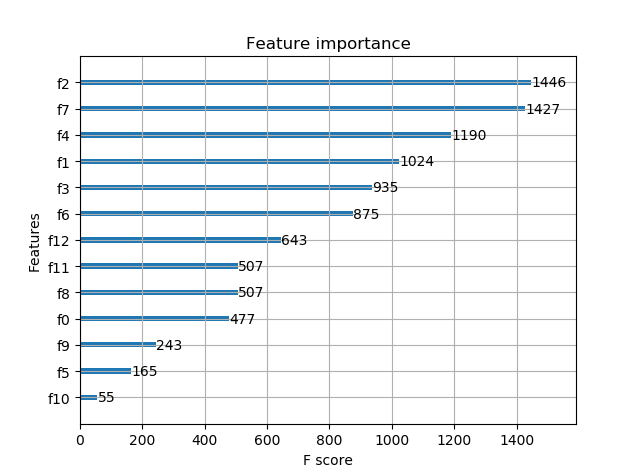 Feature importance
Features
f2 1446
f7 1427
f4 1190
f1 1024
f3 935
f6 875
f12 643
f11 507
f8 507
f0 477
f9 243
f5 165
f10 55
0 200 400 600 800 1000 1200 1400
F score